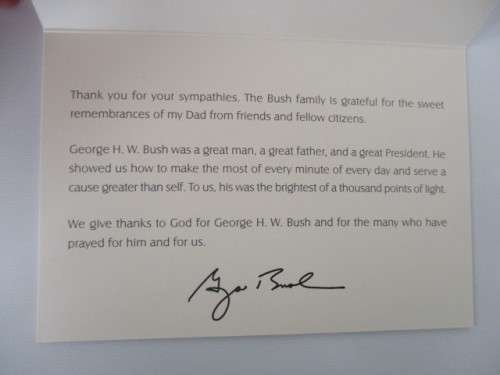 Thank you for your sympathies. The Bush family is grateful for the sweet
remembrances of my Dad from friends and fellow citizens.
George H. W. Bush was a great man, a great father, and a great President. He
showed us how to make the most of every minute of every day and serve a
cause greater than self. To us, his was the brightest of a thousand points of light.
We give thanks to God for George H. W. Bush and for the many who have
prayed for him and for us.